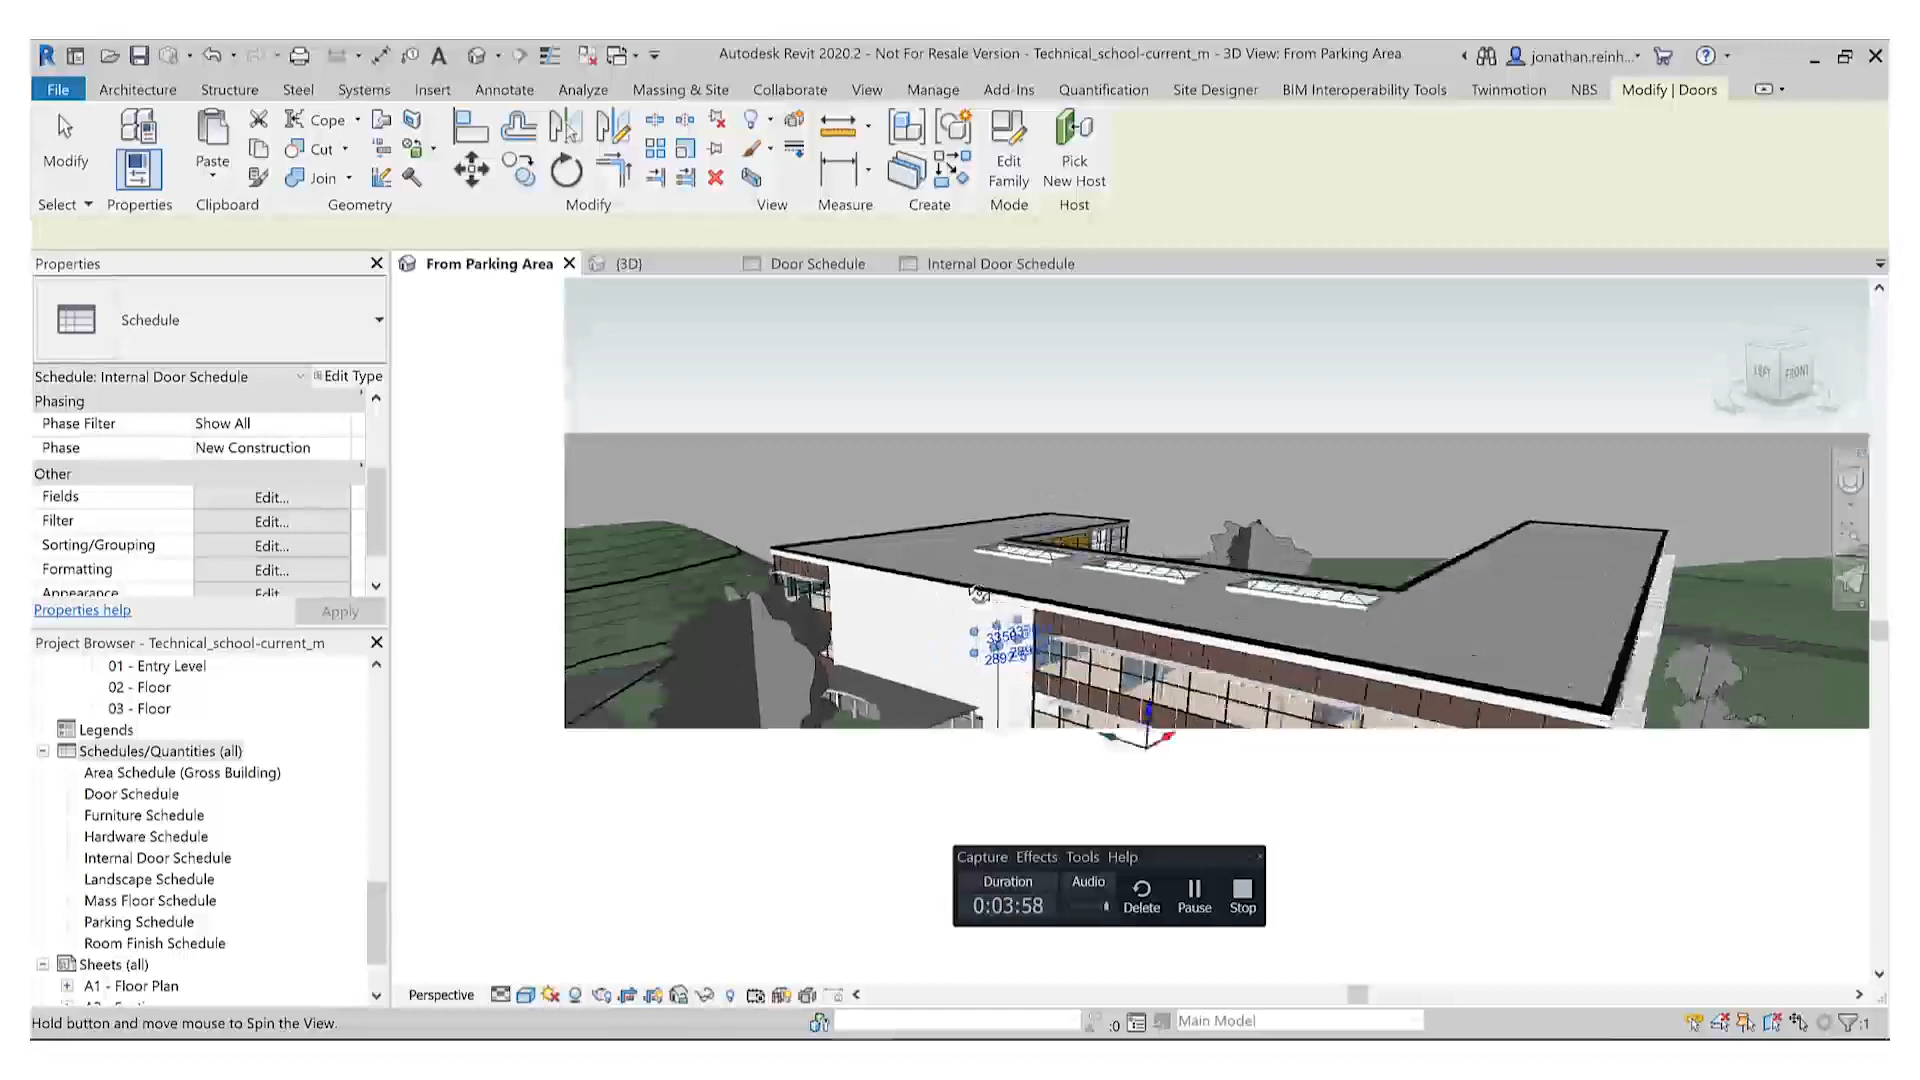 Autodesk Revit 2020.2 - Not For Resale Version - Technical_school-current_m - 3D View: From Parking Area
jonathan.reinh...
File Architecture Structure Steel Systems Insert Annotate Analyze Massing & Site Collaborate View Manage Add-Ins Quantification Site Designer BIM Interoperability Tools Twinmotion NBS Modify | Doors
Modify
Paste
Cope
Cut
Join
Edit Family
Pick New Host
Select Properties Clipboard Geometry Modify View Measure Create Mode Host
Properties
From Parking Area {3D} Door Schedule Internal Door Schedule
Schedule
Schedule: Internal Door Schedule Edit Type
Phasing
Phase Filter Show All
Phase New Construction
Other
Fields Edit...
Filter Edit...
Sorting/Grouping Edit...
Formatting Edit...
Appearance Edit...
Properties help Apply
LEFT FRONT
Project Browser - Technical_school-current_m
01 - Entry Level
02 - Floor
03 - Floor
Legends
Schedules/Quantities (all)
Area Schedule (Gross Building)
Door Schedule
Furniture Schedule
Hardware Schedule
Internal Door Schedule
Landscape Schedule
Mass Floor Schedule
Parking Schedule
Room Finish Schedule
Sheets (all)
A1 - Floor Plan
Capture Effects Tools Help
Duration Audio
0:03:58 Delete Pause Stop
Perspective
Hold button and move mouse to Spin the View.
:0
Main Model
:1